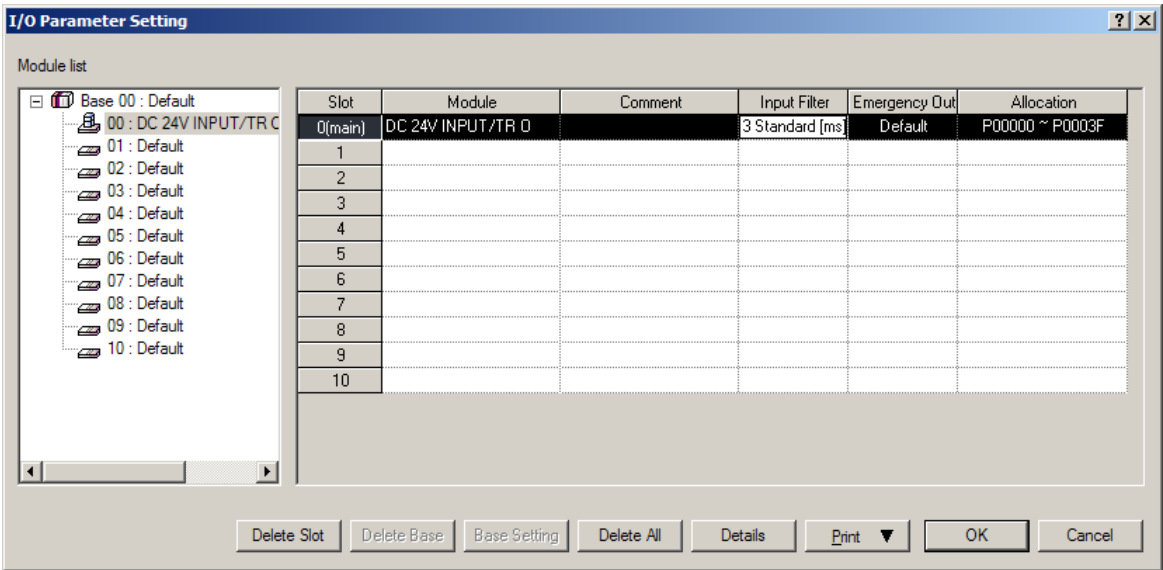 I/O Parameter Setting
Module list
Base 00 : Default
00 : DC 24V INPUT/TR O
01 : Default
02 : Default
03 : Default
04 : Default
05 : Default
06 : Default
07 : Default
08 : Default
09 : Default
10 : Default
Slot Module Comment Input Filter Emergency Out Allocation
0(main) DC 24V INPUT/TR O 3 Standard [ms] Default P00000 ~ P0003F
1
2
3
4
5
6
7
8
9
10
Delete Slot Delete Base Base Setting Delete All Details Print ▼ OK Cancel